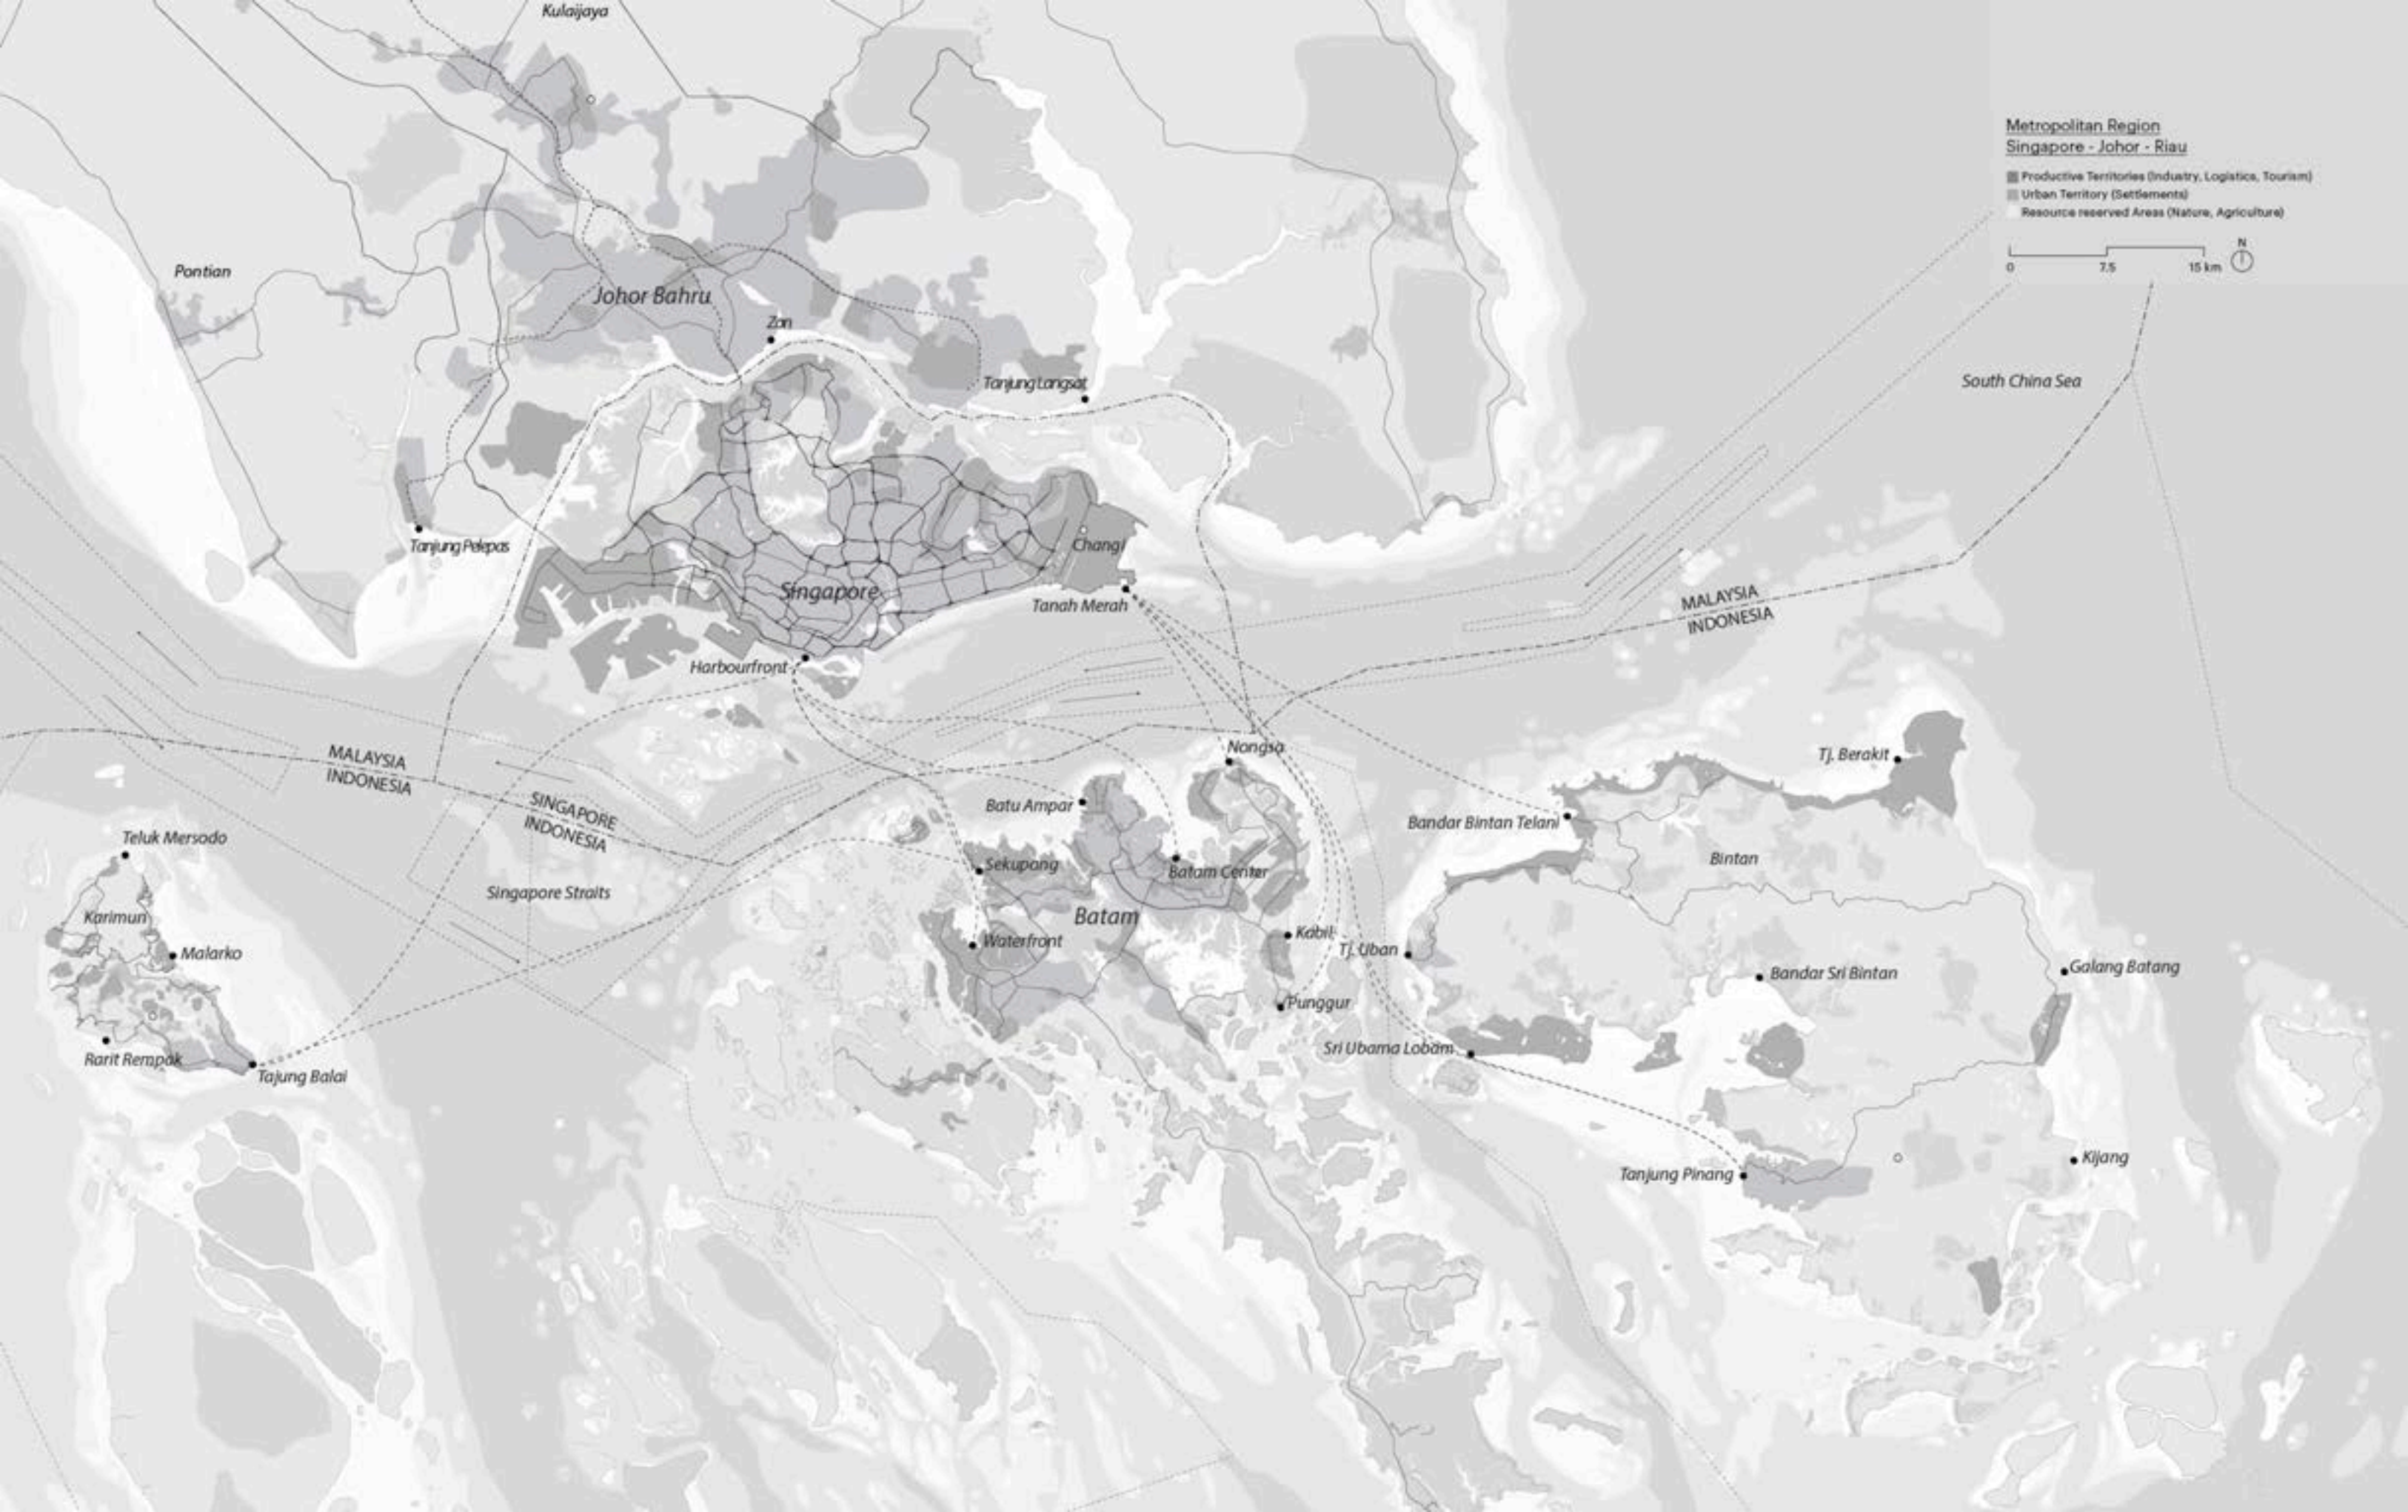 Kulaijaya
Metropolitan Region
Singapore - Johor - Riau
Productive Territories (Industry, Logistics, Tourism)
Urban Territory (Settlements)
Resource reserved Areas (Nature, Agriculture)
N
0 7.5 15 km
Pontian
Johor Bahru
Zon
Tanjung Langsat
South China Sea
Tanjung Pelepas
Changi
Singapore
Tanah Merah
MALAYSIA
INDONESIA
Harbourfront
MALAYSIA
INDONESIA
Nongsa
Tj. Berakit
SINGAPORE
INDONESIA
Batu Ampar
Bandar Bintan Telani
Teluk Mersodo
Bintan
Sekupang
Batam Center
Singapore Straits
Karimun
Batam
Malarko
Waterfront
Kabil
Tj. Uban
Bandar Sri Bintan
Galang Batang
Punggur
Rarit Rempak
Sri Ubama Lobam
Tajung Balai
Tanjung Pinang
Kijang